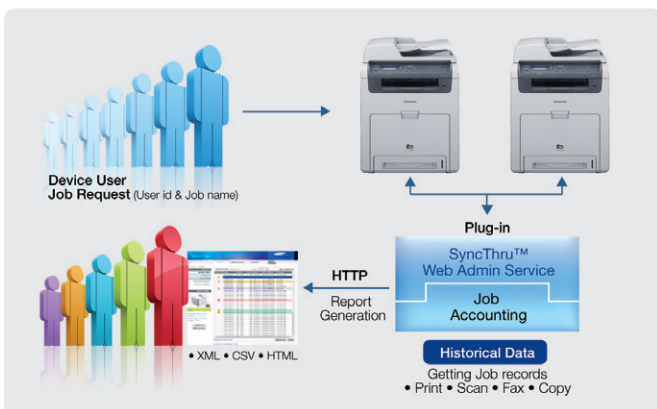 Device User
Job Request (User id & Job name)
Plug-in
SyncThru™
Web Admin Service
Job
Accounting
HTTP
Report
Generation
• XML • CSV • HTML
Historical Data
Getting Job records
• Print • Scan • Fax • Copy